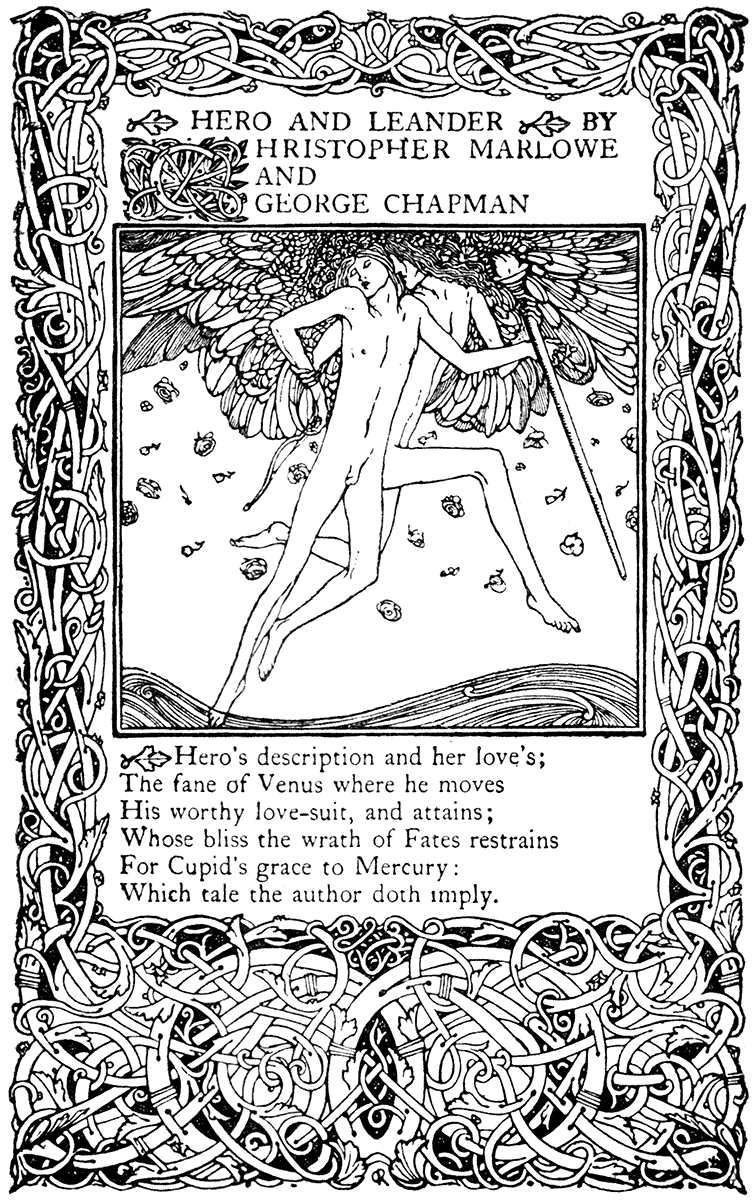 HERO AND LEANDER BY
CHRISTOPHER MARLOWE
AND
GEORGE CHAPMAN
Hero's description and her love's;
The fane of Venus where he moves
His worthy love-suit, and attains;
Whose bliss the wrath of Fates restrains
For Cupid's grace to Mercury:
Which tale the author doth imply.